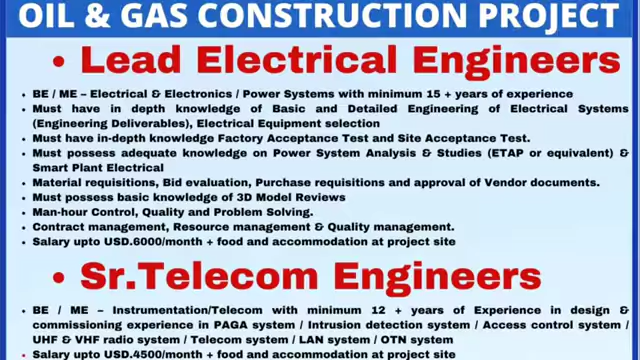 OIL & GAS CONSTRUCTION PROJECT
• Lead Electrical Engineers
• BE / ME – Electrical & Electronics / Power Systems with minimum 15 + years of experience
• Must have in depth knowledge of Basic and Detailed Engineering of Electrical Systems
(Engineering Deliverables), Electrical Equipment selection
• Must have in-depth knowledge Factory Acceptance Test and Site Acceptance Test.
• Must possess adequate knowledge on Power System Analysis & Studies (ETAP or equivalent) &
Smart Plant Electrical
• Material requisitions, Bid evaluation, Purchase requisitions and approval of Vendor documents.
• Must possess basic knowledge of 3D Model Reviews
• Man-hour Control, Quality and Problem Solving.
• Contract management, Resource management & Quality management.
• Salary upto USD.6000/month + food and accommodation at project site
• Sr.Telecom Engineers
• BE / ME – Instrumentation/Telecom with minimum 12 + years of Experience in design &
commissioning experience in PAGA system / Intrusion detection system / Access control system /
UHF & VHF radio system / Telecom system / LAN system / OTN system
• Salary upto USD.4500/month + food and accommodation at project site